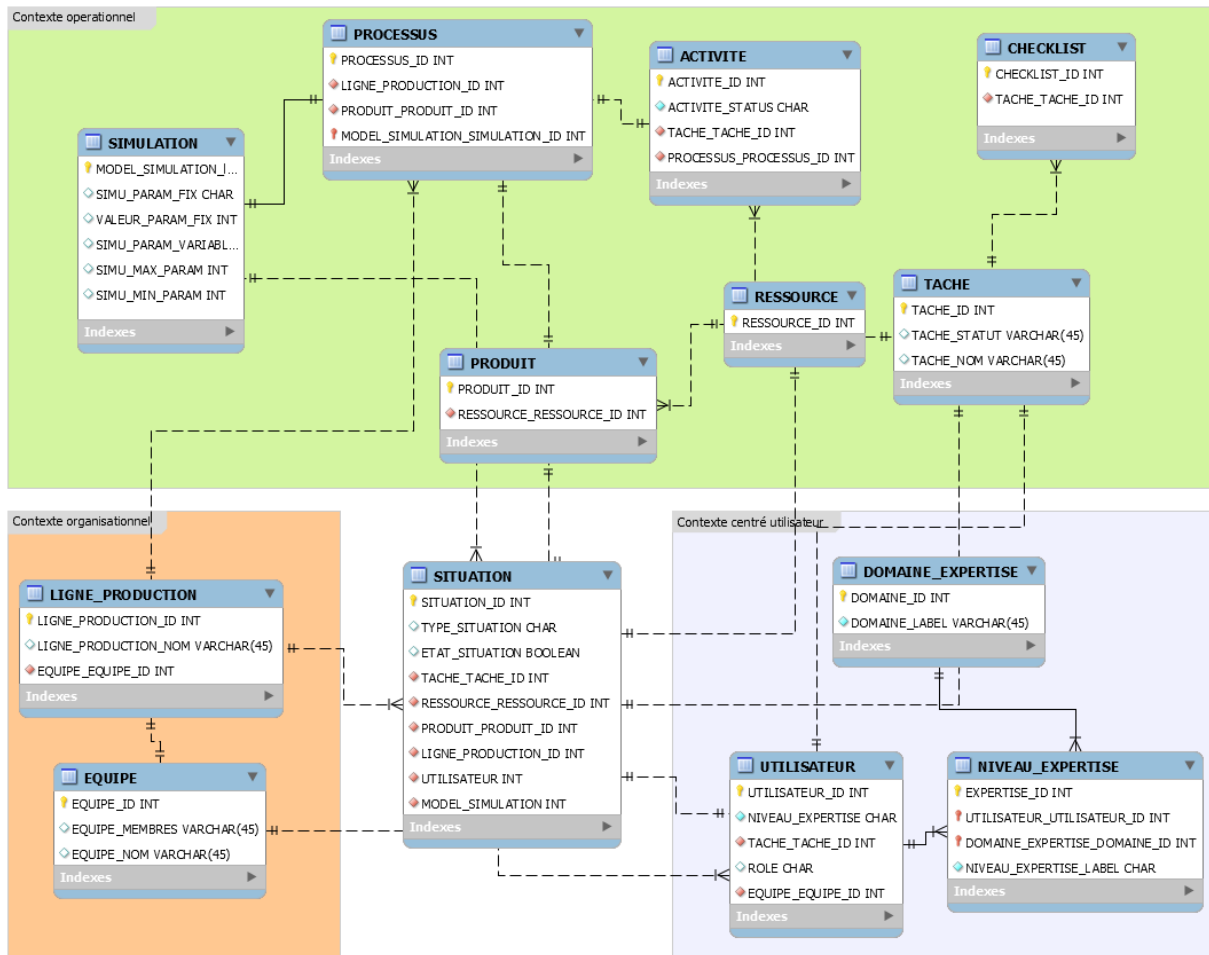 Contexte operationnel
PROCESSUS
PROCESSUS_ID INT
LIGNE_PRODUCTION_ID INT
PRODUIT_PRODUIT_ID INT
MODEL_SIMULATION_SIMULATION_ID INT
Indexes
ACTIVITE
ACTIVITE_ID INT
ACTIVITE_STATUS CHAR
TACHE_TACHE_ID INT
PROCESSUS_PROCESSUS_ID INT
Indexes
CHECKLIST
CHECKLIST_ID INT
TACHE_TACHE_ID INT
Indexes
SIMULATION
MODEL_SIMULATION_I...
SIMU_PARAM_FIX CHAR
VALEUR_PARAM_FIX INT
SIMU_PARAM_VARIABL...
SIMU_MAX_PARAM INT
SIMU_MIN_PARAM INT
Indexes
RESSOURCE
RESSOURCE_ID INT
Indexes
TACHE
TACHE_ID INT
TACHE_STATUT VARCHAR(45)
TACHE_NOM VARCHAR(45)
Indexes
PRODUIT
PRODUIT_ID INT
RESSOURCE_RESSOURCE_ID INT
Indexes
Contexte organisationnel
LIGNE_PRODUCTION
LIGNE_PRODUCTION_ID INT
LIGNE_PRODUCTION_NOM VARCHAR(45)
EQUIPE_EQUIPE_ID INT
Indexes
EQUIPE
EQUIPE_ID INT
EQUIPE_MEMBRES VARCHAR(45)
EQUIPE_NOM VARCHAR(45)
Indexes
SITUATION
SITUATION_ID INT
TYPE_SITUATION CHAR
ETAT_SITUATION BOOLEAN
TACHE_TACHE_ID INT
RESSOURCE_RESSOURCE_ID INT
PRODUIT_PRODUIT_ID INT
LIGNE_PRODUCTION_ID INT
UTILISATEUR INT
MODEL_SIMULATION INT
Indexes
Contexte centré utilisateur
DOMAINE_EXPERTISE
DOMAINE_ID INT
DOMAINE_LABEL VARCHAR(45)
Indexes
UTILISATEUR
UTILISATEUR_ID INT
NIVEAU_EXPERTISE CHAR
TACHE_TACHE_ID INT
ROLE CHAR
EQUIPE_EQUIPE_ID INT
Indexes
NIVEAU_EXPERTISE
EXPERTISE_ID INT
UTILISATEUR_UTILISATEUR_ID INT
DOMAINE_EXPERTISE_DOMAINE_ID INT
NIVEAU_EXPERTISE_LABEL CHAR
Indexes